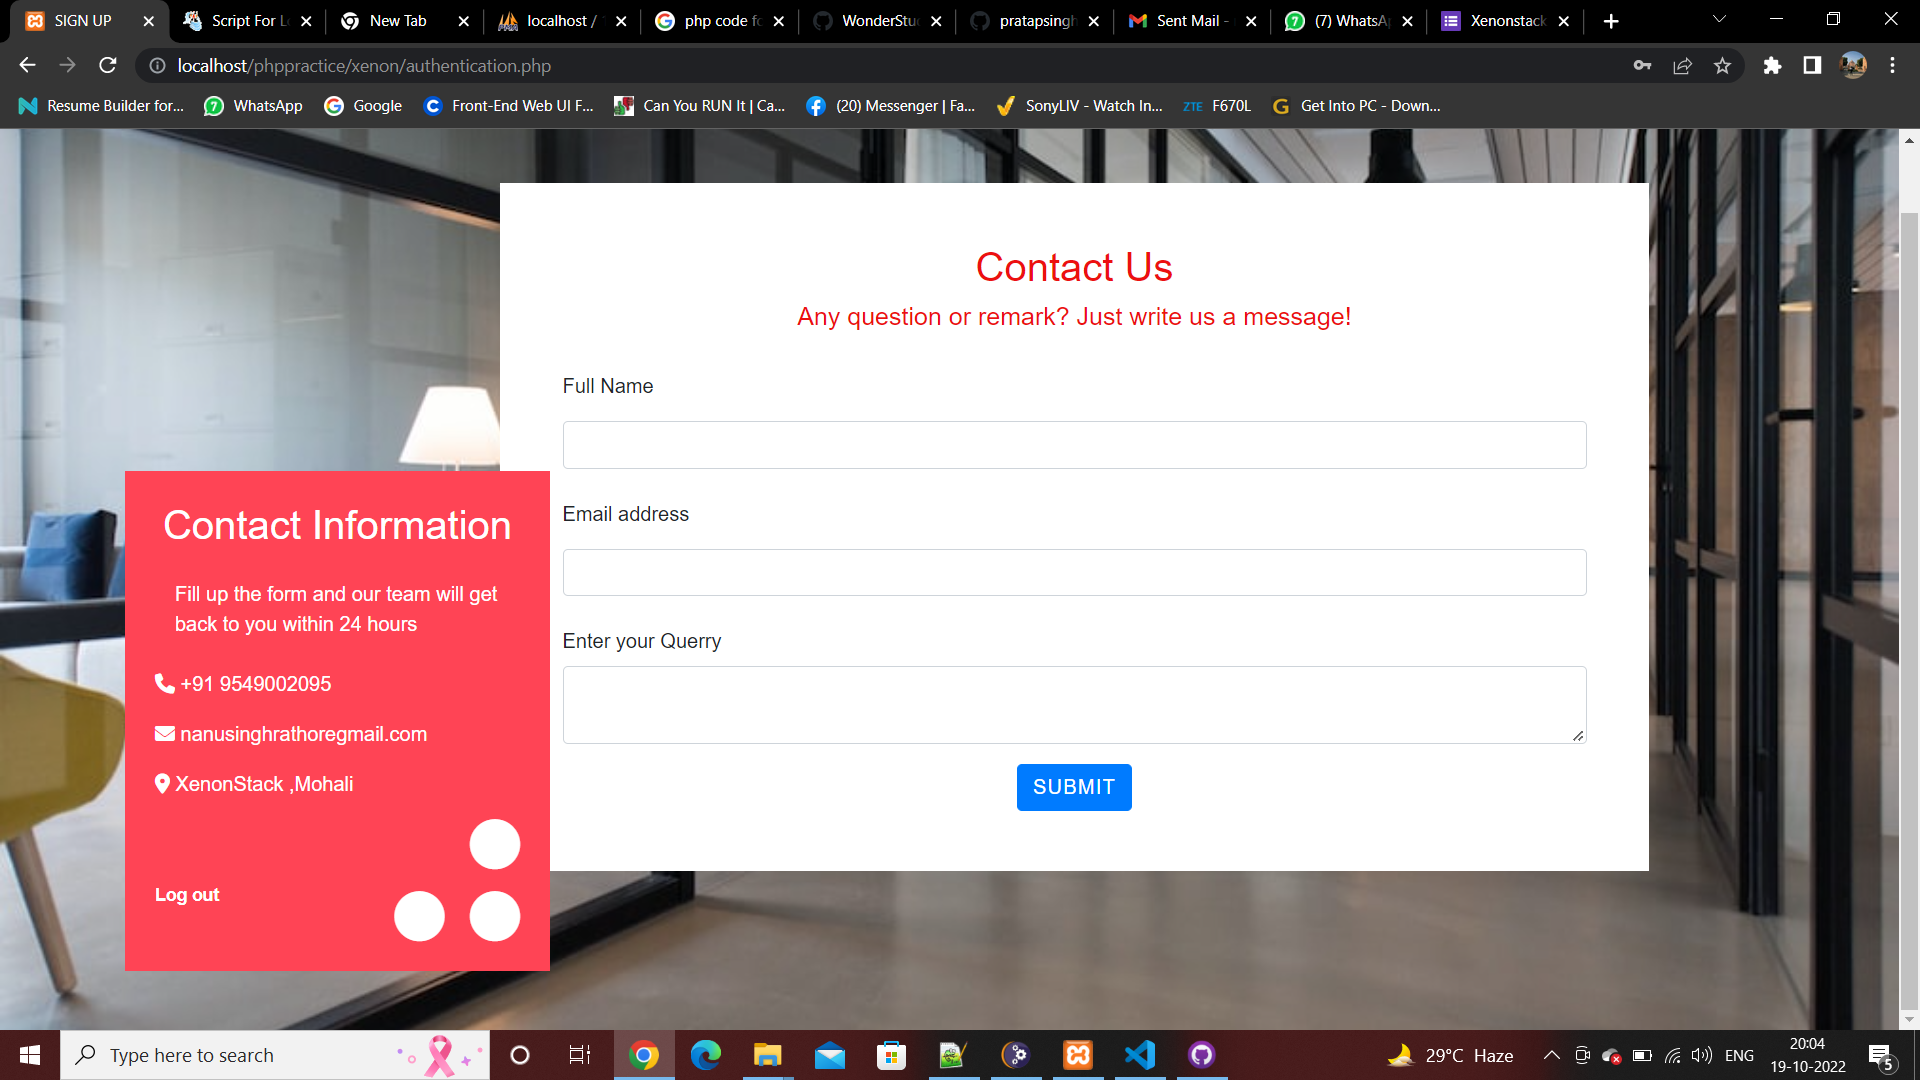 SIGN UP
Script For Lo
New Tab
localhost /
php code fo
WonderStu
pratapsingh
Sent Mail -
(7) WhatsA
Xenonstack
localhost/phppractice/xenon/authentication.php
Resume Builder for...
WhatsApp
Google
Front-End Web UI F...
Can You RUN It | Ca...
(20) Messenger | Fa...
SonyLIV - Watch In...
ZTE F670L
Get Into PC - Down...
Contact Us
Any question or remark? Just write us a message!
Full Name
Email address
Enter your Querry
SUBMIT
Contact Information
Fill up the form and our team will get
back to you within 24 hours
+91 9549002095
nanusinghrathoregmail.com
XenonStack ,Mohali
Log out
Type here to search
29°C Haze
ENG
20:04
19-10-2022
5